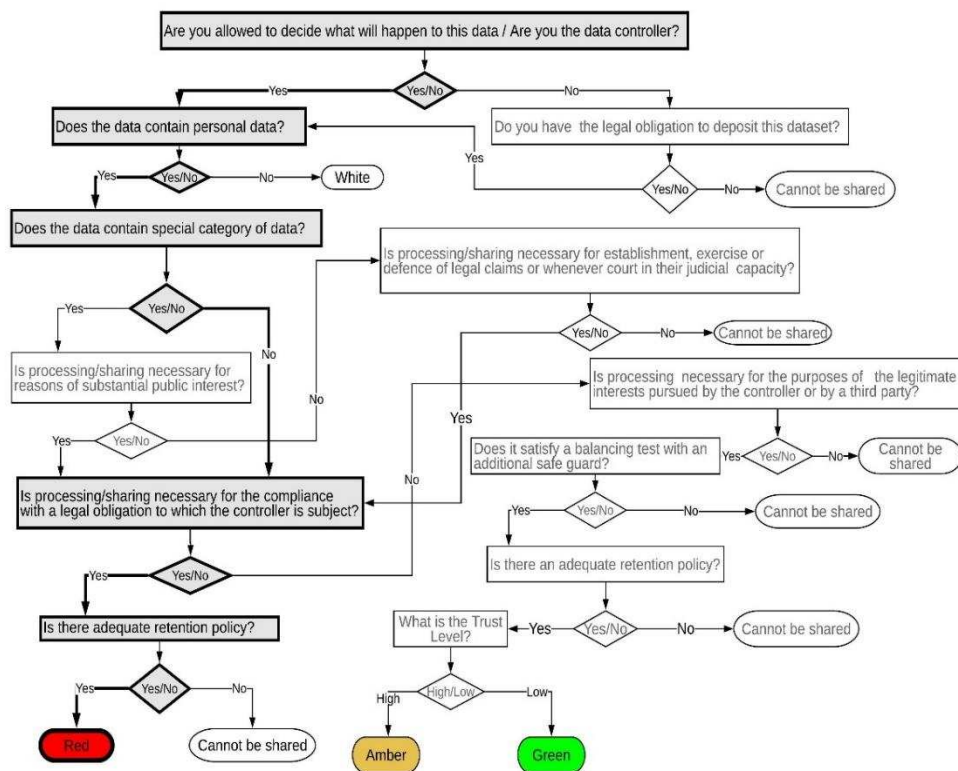 Are you allowed to decide what will happen to this data / Are you the data controller?
Yes
Yes/No
No
Does the data contain personal data?
Do you have the legal obligation to deposit this dataset?
Yes
Yes
Yes/No
No
White
Yes/No
No
Cannot be shared
Does the data contain special category of data?
Is processing/sharing necessary for establishment, exercise or
defence of legal claims or whenever court in their judicial capacity?
Yes
Yes/No
No
Yes/No
No
Cannot be shared
Is processing/sharing necessary for
reasons of substantial public interest?
No
Is processing necessary for the purposes of the legitimate
interests pursued by the controller or by a third party?
Yes
Yes
Yes/No
Does it satisfy a balancing test with an
additional safe guard?
Yes
Yes/No
No
Cannot be
shared
No
Is processing/sharing necessary for the compliance
with a legal obligation to which the controller is subject?
Yes
Yes/No
No
Cannot be shared
Is there an adequate retention policy?
Yes
Yes/No
Is there adequate retention policy?
What is the Trust
Level?
Yes
Yes/No
No
Cannot be shared
Yes
Yes/No
No
High
High/Low
Low
Red
Cannot be shared
Amber
Green